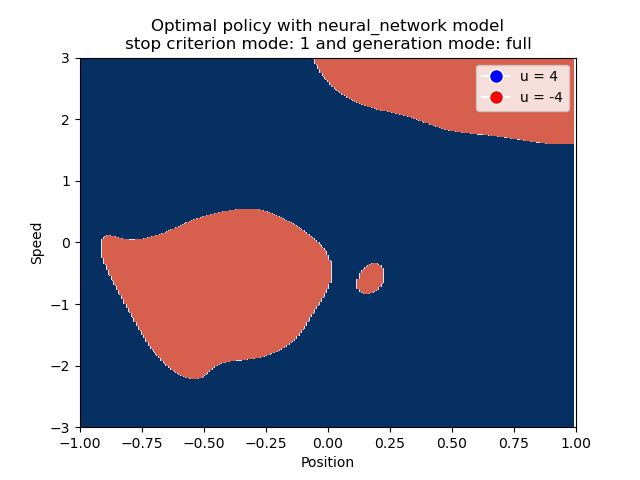 Optimal policy with neural_network model
stop criterion mode: 1 and generation mode: full
u = 4
u = -4
3
2
1
0
−1
−2
−3
Speed
−1.00 −0.75 −0.50 −0.25 0.00 0.25 0.50 0.75 1.00
Position